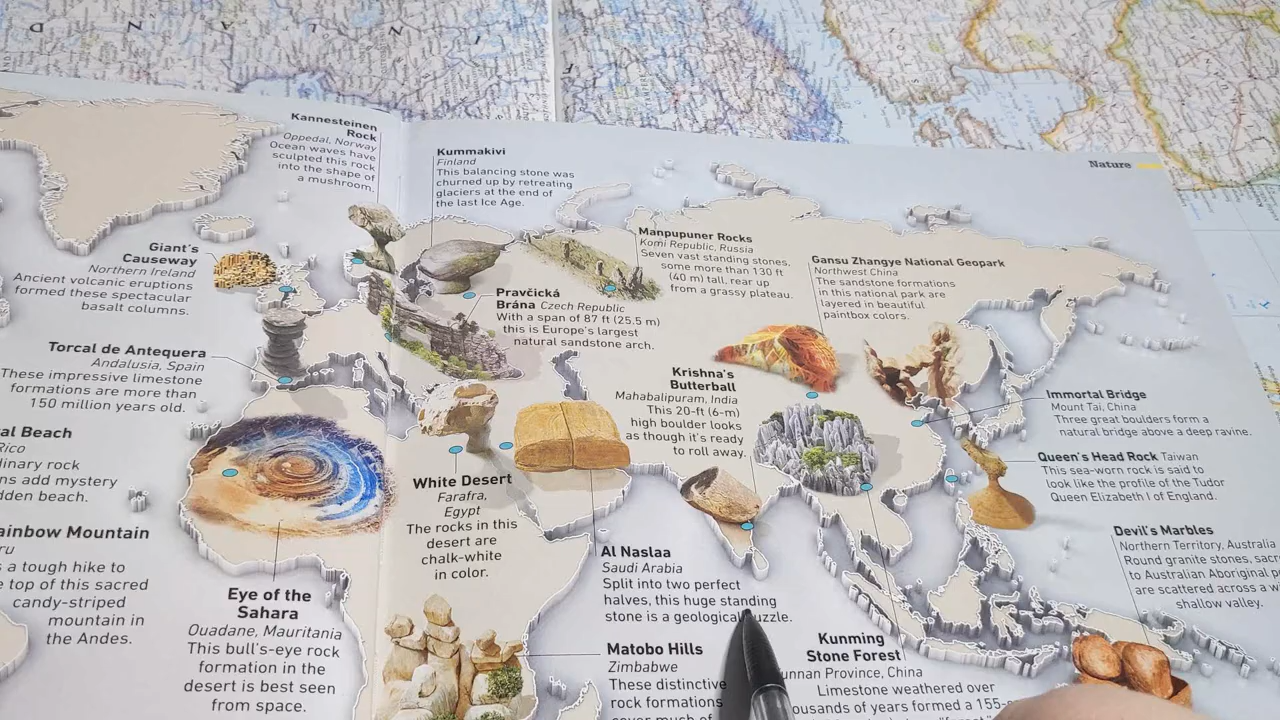 Nature
Kannesteinen
Rock
Oppedal, Norway
Ocean waves have
sculpted this rock
into the shape of
a mushroom.
Kummakivi
Finland
This balancing stone was
churned up by retreating
glaciers at the end of
the last Ice Age.
Manpupuner Rocks
Komi Republic, Russia
Seven vast standing stones,
some more than 130 ft
(40 m) tall, rear up
from a grassy plateau.
Gansu Zhangye National Geopark
Northwest China
The sandstone formations
in this national park are
layered in beautiful
paintbox colors.
Giant's
Causeway
Northern Ireland
Ancient volcanic eruptions
formed these spectacular
basalt columns.
Pravčická
Brána Czech Republic
With a span of 87 ft (25.5 m)
this is Europe's largest
natural sandstone arch.
Torcal de Antequera
Andalusia, Spain
These impressive limestone
formations are more than
150 million years old.
Krishna's
Butterball
Mahabalipuram, India
This 20-ft (6-m)
high boulder looks
as though it's ready
to roll away.
Immortal Bridge
Mount Tai, China
Three great boulders form a
natural bridge above a deep ravine.
Beach
rock
add mystery
beach.
Queen's Head Rock Taiwan
This sea-worn rock is said to
look like the profile of the Tudor
Queen Elizabeth I of England.
White Desert
Farafra,
Egypt
The rocks in this
desert are
chalk-white
in color.
Mountain
a tough hike to
top of this sacred
candy-striped
mountain in
the Andes.
Eye of the
Sahara
Ouadane, Mauritania
This bull's-eye rock
formation in the
desert is best seen
from space.
Al Naslaa
Saudi Arabia
Split into two perfect
halves, this huge standing
stone is a geological
Devil's Marbles
Northern Territory, Australia
Round granite stones,
to Australian Aboriginal
are scattered across a
shallow valley.
Matobo Hills
Zimbabwe
These distinctive
rock formations
cover much of
Kunming
Stone Forest
Province, China
Limestone weathered over
of years formed a